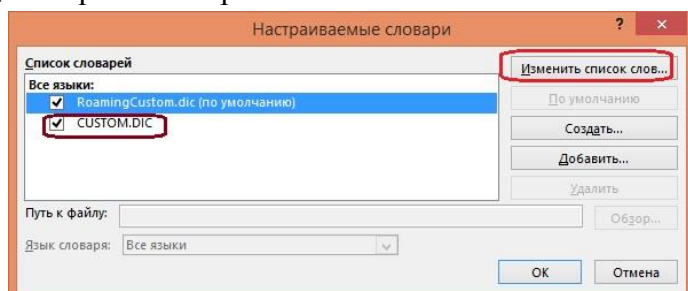 Настраиваемые словари
? ×
Список словарей
Изменить список слов...
Все языки:
RoamingCustom.dic (по умолчанию)
По умолчанию
CUSTOM.DIC
Создать...
Добавить...
Удалить
Путь к файлу:
Обзор...
Язык словаря: Все языки
ОК Отмена